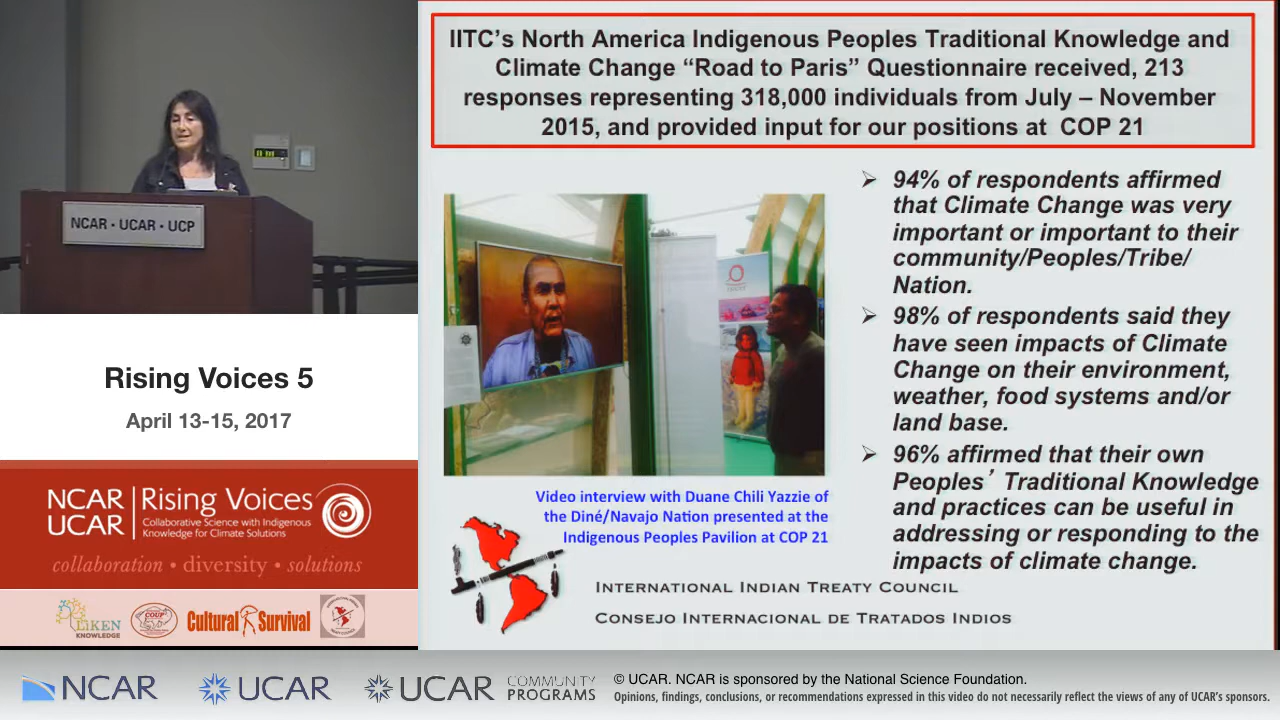 NCAR • UCAR • UCP
Rising Voices 5
April 13-15, 2017
NCAR
UCAR
Rising Voices
Collaborative Science with Indigenous
Knowledge for Climate Solutions
collaboration • diversity • solutions
LiKEN
KNOWLEDGE
COUP
Cultural Survival
IITC’s North America Indigenous Peoples Traditional Knowledge and
Climate Change “Road to Paris” Questionnaire received, 213
responses representing 318,000 individuals from July – November
2015, and provided input for our positions at COP 21
➢ 94% of respondents affirmed
that Climate Change was very
important or important to their
community/Peoples/Tribe/
Nation.
➢ 98% of respondents said they
have seen impacts of Climate
Change on their environment,
weather, food systems and/or
land base.
➢ 96% affirmed that their own
Peoples’ Traditional Knowledge
and practices can be useful in
addressing or responding to the
impacts of climate change.
Video interview with Duane Chili Yazzie of
the Diné/Navajo Nation presented at the
Indigenous Peoples Pavilion at COP 21
INTERNATIONAL INDIAN TREATY COUNCIL
CONSEJO INTERNACIONAL DE TRATADOS INDIOS
NCAR
UCAR
UCAR
COMMUNITY
PROGRAMS
© UCAR. NCAR is sponsored by the National Science Foundation.
Opinions, findings, conclusions, or recommendations expressed in this video do not necessarily reflect the views of any of UCAR’s sponsors.